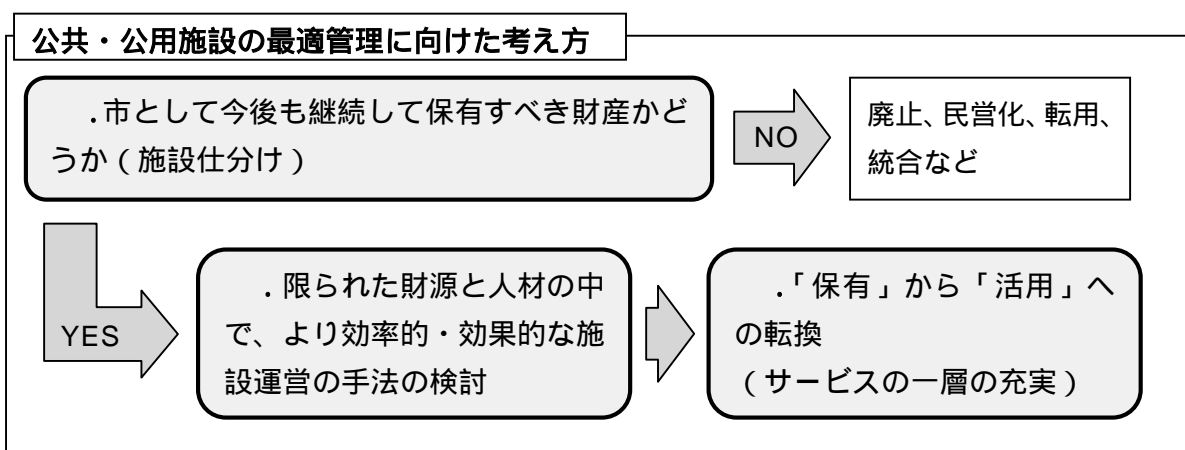 公共・公用施設の最適管理に向けた考え方
．市として今後も継続して保有すべき財産かど
うか（施設仕分け）
NO
廃止、民営化、転用、
統合など
YES
．限られた財源と人材の中
で、より効率的・効果的な施
設運営の手法の検討
．「保有」から「活用」へ
の転換
（サービスの一層の充実）